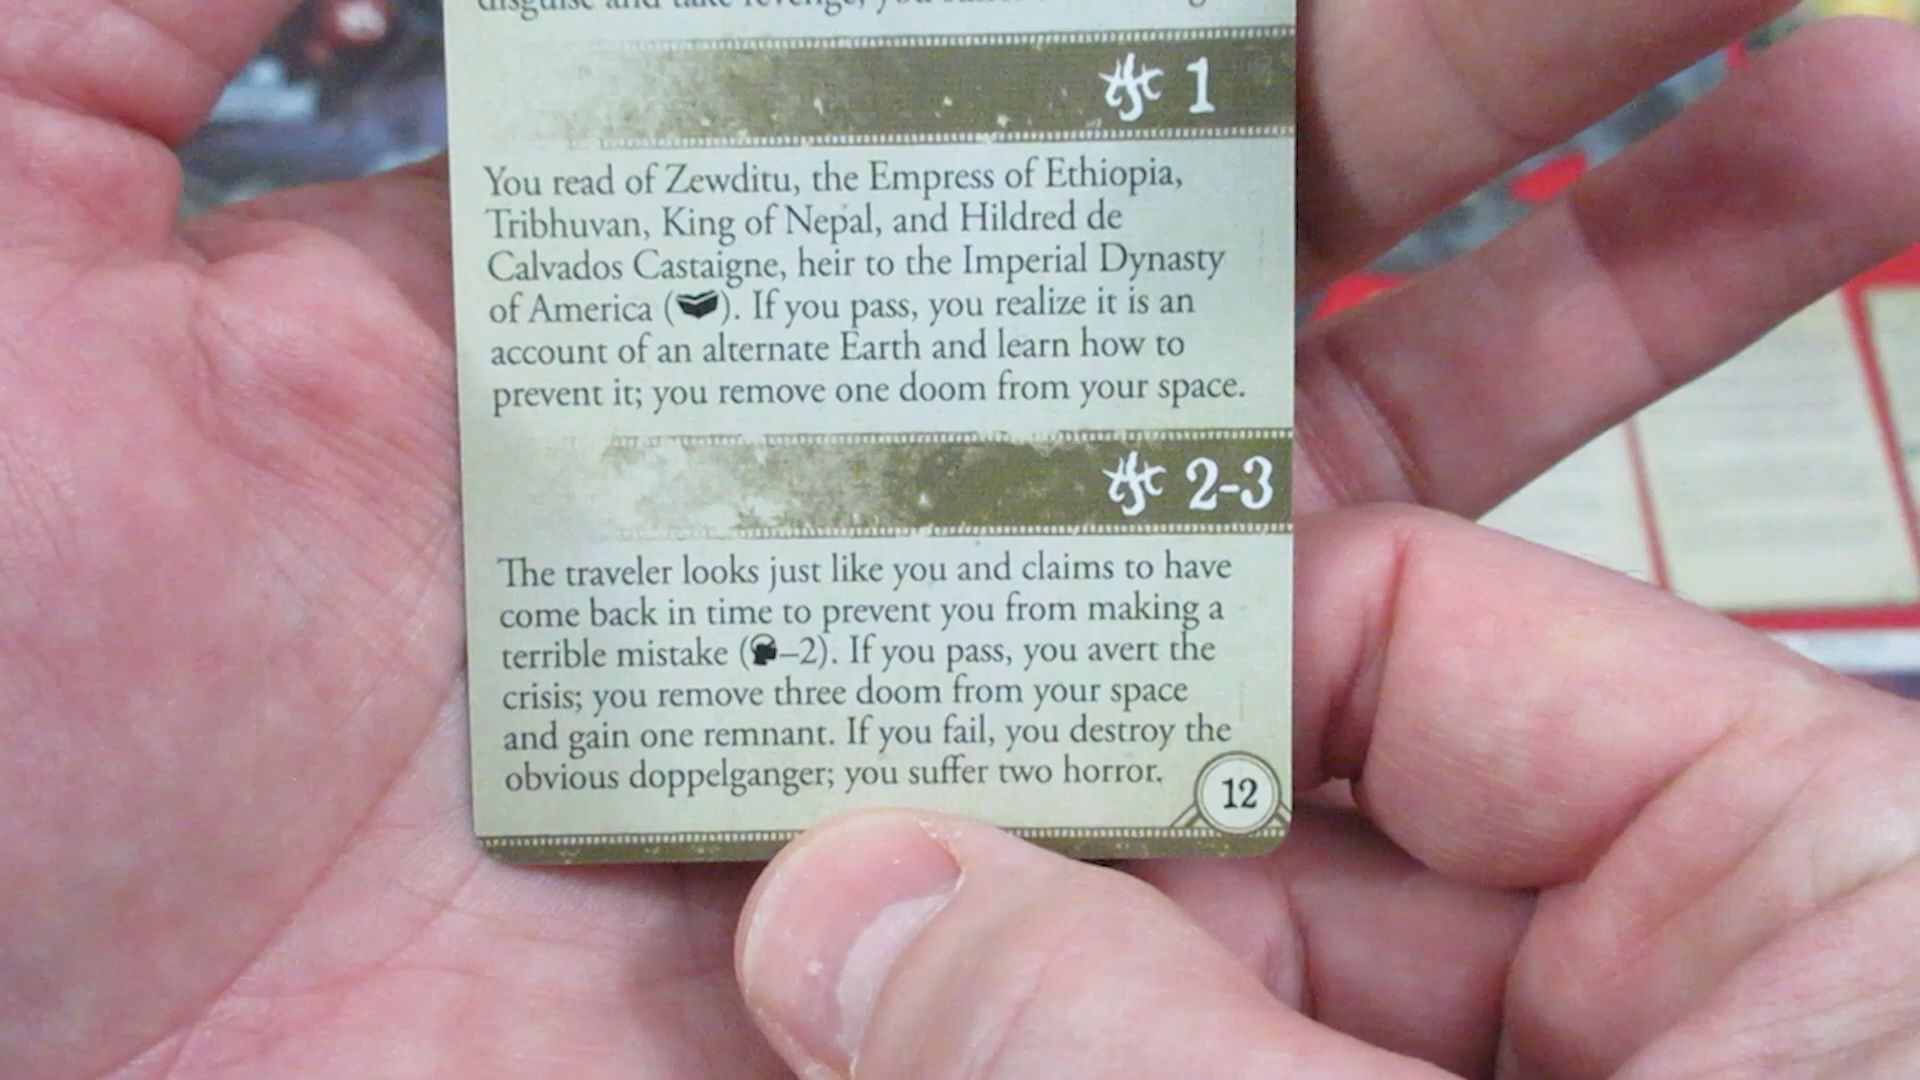 disguise and take revenge, you
1
You read of Zewditu, the Empress of Ethiopia,
Tribhuvan, King of Nepal, and Hildred de
Calvados Castaigne, heir to the Imperial Dynasty
of America ( ). If you pass, you realize it is an
account of an alternate Earth and learn how to
prevent it; you remove one doom from your space.
2-3
The traveler looks just like you and claims to have
come back in time to prevent you from making a
terrible mistake ( –2). If you pass, you avert the
crisis; you remove three doom from your space
and gain one remnant. If you fail, you destroy the
obvious doppelganger; you suffer two horror.
12